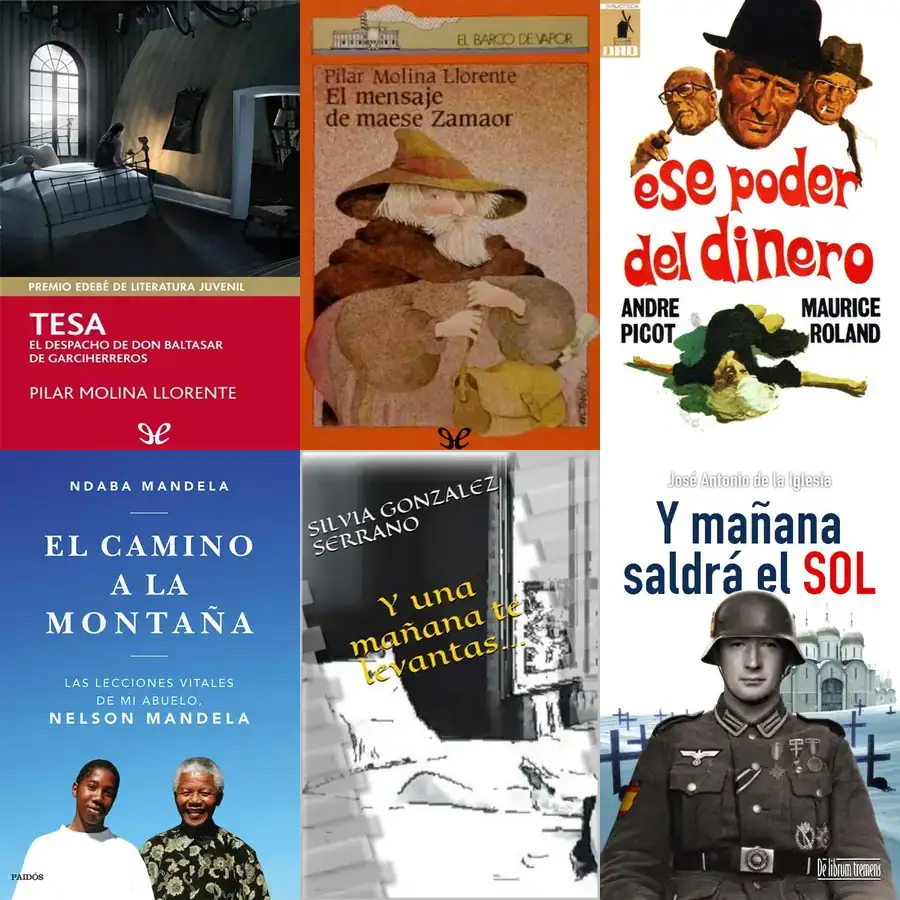 PREMIO EDEBÉ DE LITERATURA JUVENIL
TESA
EL DESPACHO DE DON BALTASAR
DE GARCIHERREROS
PILAR MOLINA LLORENTE
EL BARCO DE VAPOR
Pilar Molina Llorente
El mensaje
de maese Zamaor
BIBLIOTECA
ORO
ese poder
del dinero
ANDRE
PICOT
MAURICE
ROLAND
NDABA MANDELA
EL CAMINO
A LA
MONTAÑA
LAS LECCIONES VITALES
DE MI ABUELO,
NELSON MANDELA
PAIDÓS
SILVIA GONZALEZ
SERRANO
Y una
mañana te
levantas...
José Antonio de la Iglesia
Y mañana
saldrá el SOL
De librum tremens